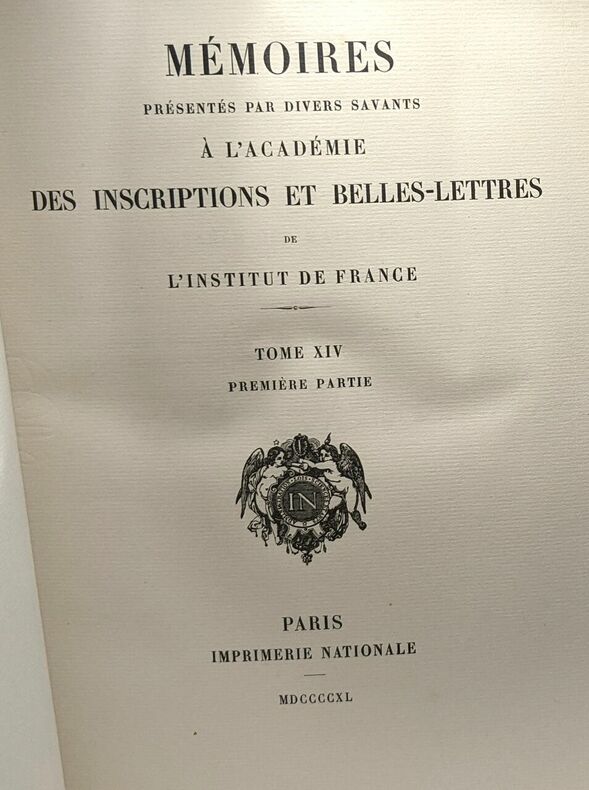 MÉMOIRES
PRÉSENTÉS PAR DIVERS SAVANTS
À L'ACADÉMIE
DES INSCRIPTIONS ET BELLES-LETTRES
DE
L'INSTITUT DE FRANCE
TOME XIV
PREMIÈRE PARTIE
LOIS
IN
PARIS
IMPRIMERIE NATIONALE
MDCCCCXL